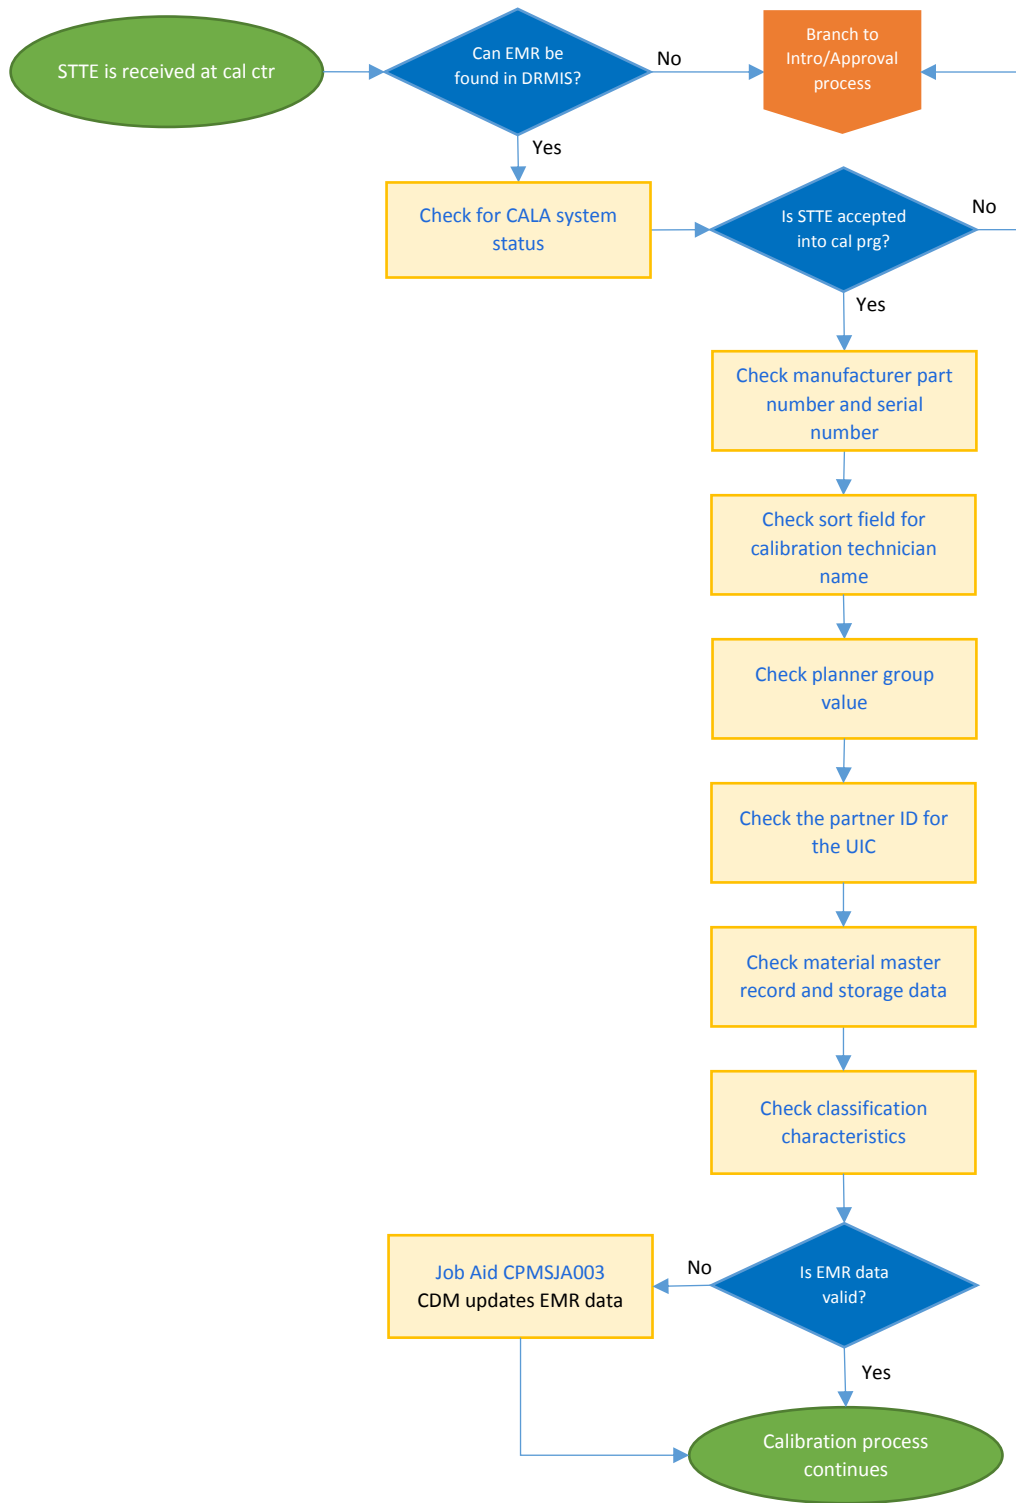 STTE is received at cal ctr
Can EMR be
found in DRMIS?
No
Branch to
Intro/Approval
process
Yes
Check for CALA system
status
Is STTE accepted
into cal prg?
No
Yes
Check manufacturer part
number and serial
number
Check sort field for
calibration technician
name
Check planner group
value
Check the partner ID for
the UIC
Check material master
record and storage data
Check classification
characteristics
Is EMR data
valid?
No
Job Aid CPMSJA003
CDM updates EMR data
Yes
Calibration process
continues